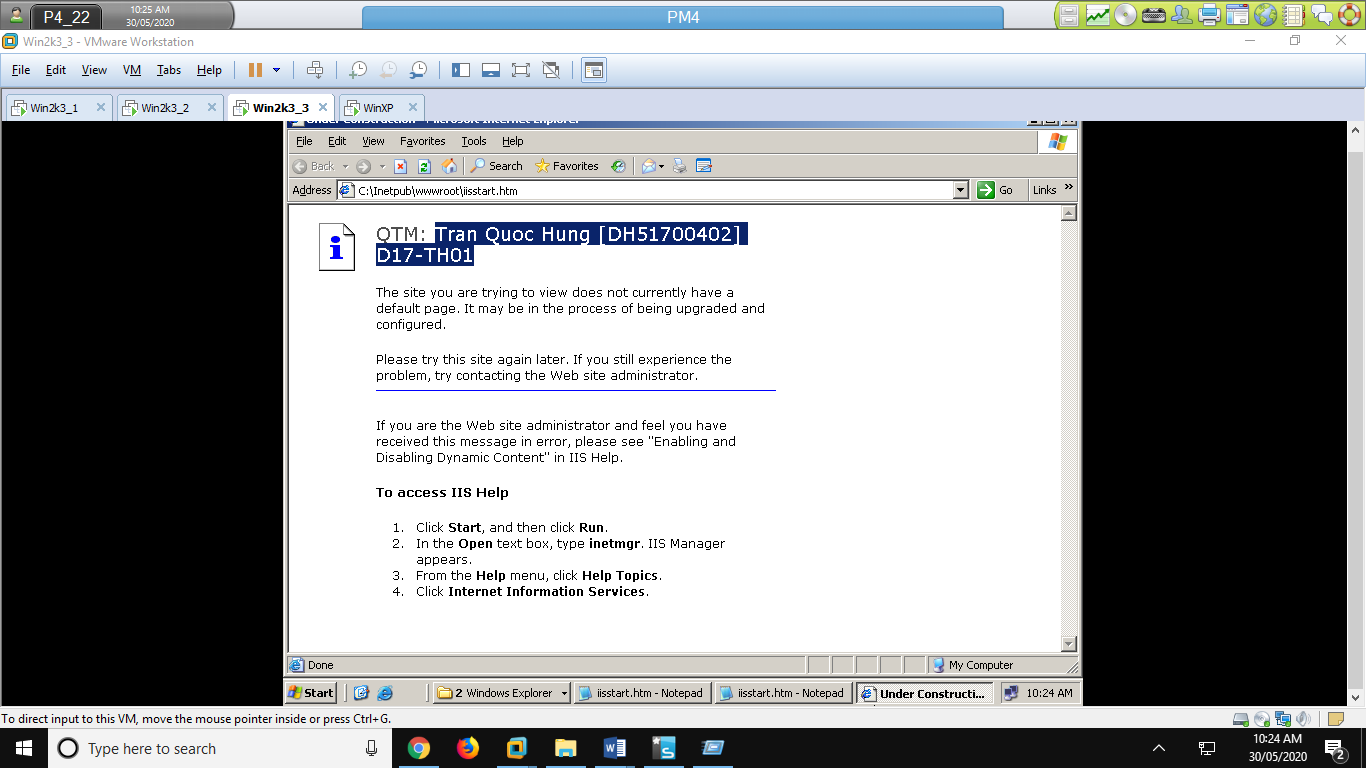 P4_22
10:25 AM
30/05/2020
PM4
Win2k3_3 - VMware Workstation
File Edit View VM Tabs Help
Win2k3_1 Win2k3_2 Win2k3_3 WinXP
Under Construction - Microsoft Internet Explorer
File Edit View Favorites Tools Help
Back Search Favorites
Address C:\Inetpub\wwwroot\iisstart.htm Go Links »
QTM: Tran Quoc Hung [DH51700402]
D17-TH01
The site you are trying to view does not currently have a
default page. It may be in the process of being upgraded and
configured.
Please try this site again later. If you still experience the
problem, try contacting the Web site administrator.
If you are the Web site administrator and feel you have
received this message in error, please see "Enabling and
Disabling Dynamic Content" in IIS Help.
To access IIS Help
1. Click Start, and then click Run.
2. In the Open text box, type inetmgr. IIS Manager
appears.
3. From the Help menu, click Help Topics.
4. Click Internet Information Services.
Done My Computer
Start 2 Windows Explorer iisstart.htm - Notepad iisstart.htm - Notepad Under Constructi... 10:24 AM
To direct input to this VM, move the mouse pointer inside or press Ctrl+G.
Type here to search
10:24 AM
30/05/2020
2